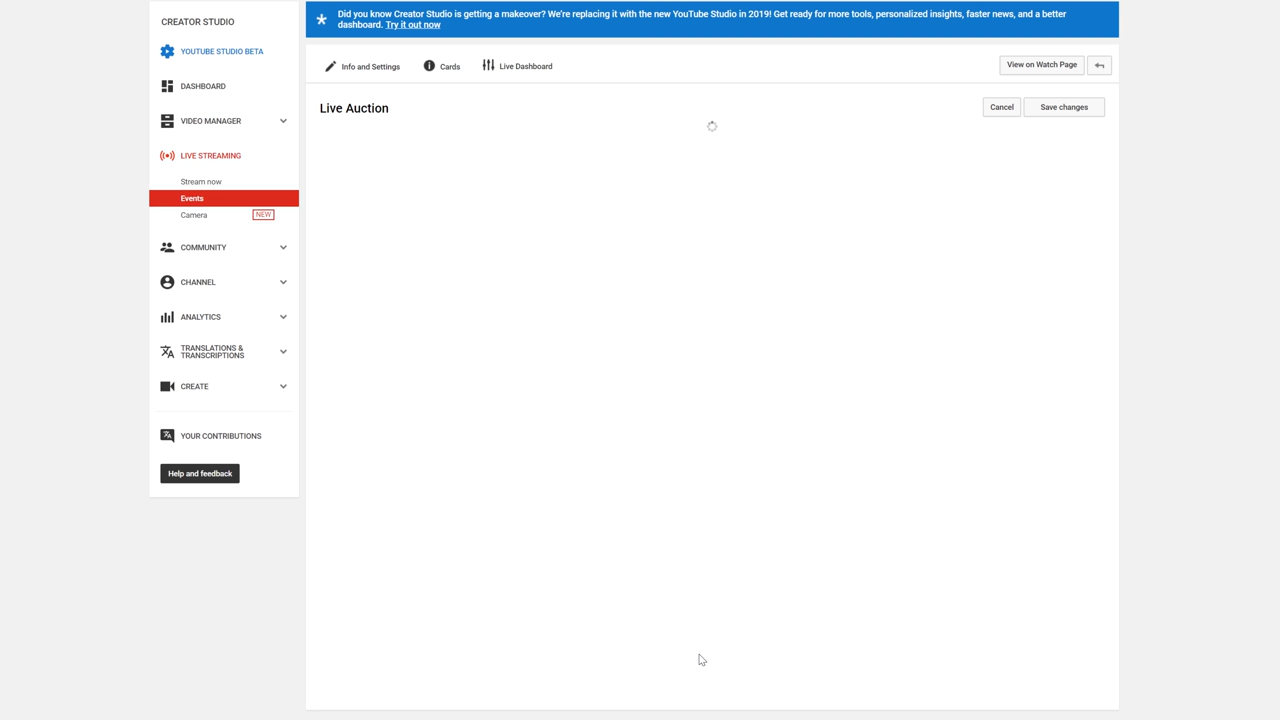 CREATOR STUDIO
YOUTUBE STUDIO BETA
DASHBOARD
VIDEO MANAGER
LIVE STREAMING
Stream now
Events
Camera NEW
COMMUNITY
CHANNEL
ANALYTICS
TRANSLATIONS &
TRANSCRIPTIONS
CREATE
YOUR CONTRIBUTIONS
Help and feedback
Did you know Creator Studio is getting a makeover? We're replacing it with the new YouTube Studio in 2019! Get ready for more tools, personalized insights, faster news, and a better
dashboard. Try it out now
Info and Settings Cards Live Dashboard View on Watch Page
Live Auction Cancel Save changes